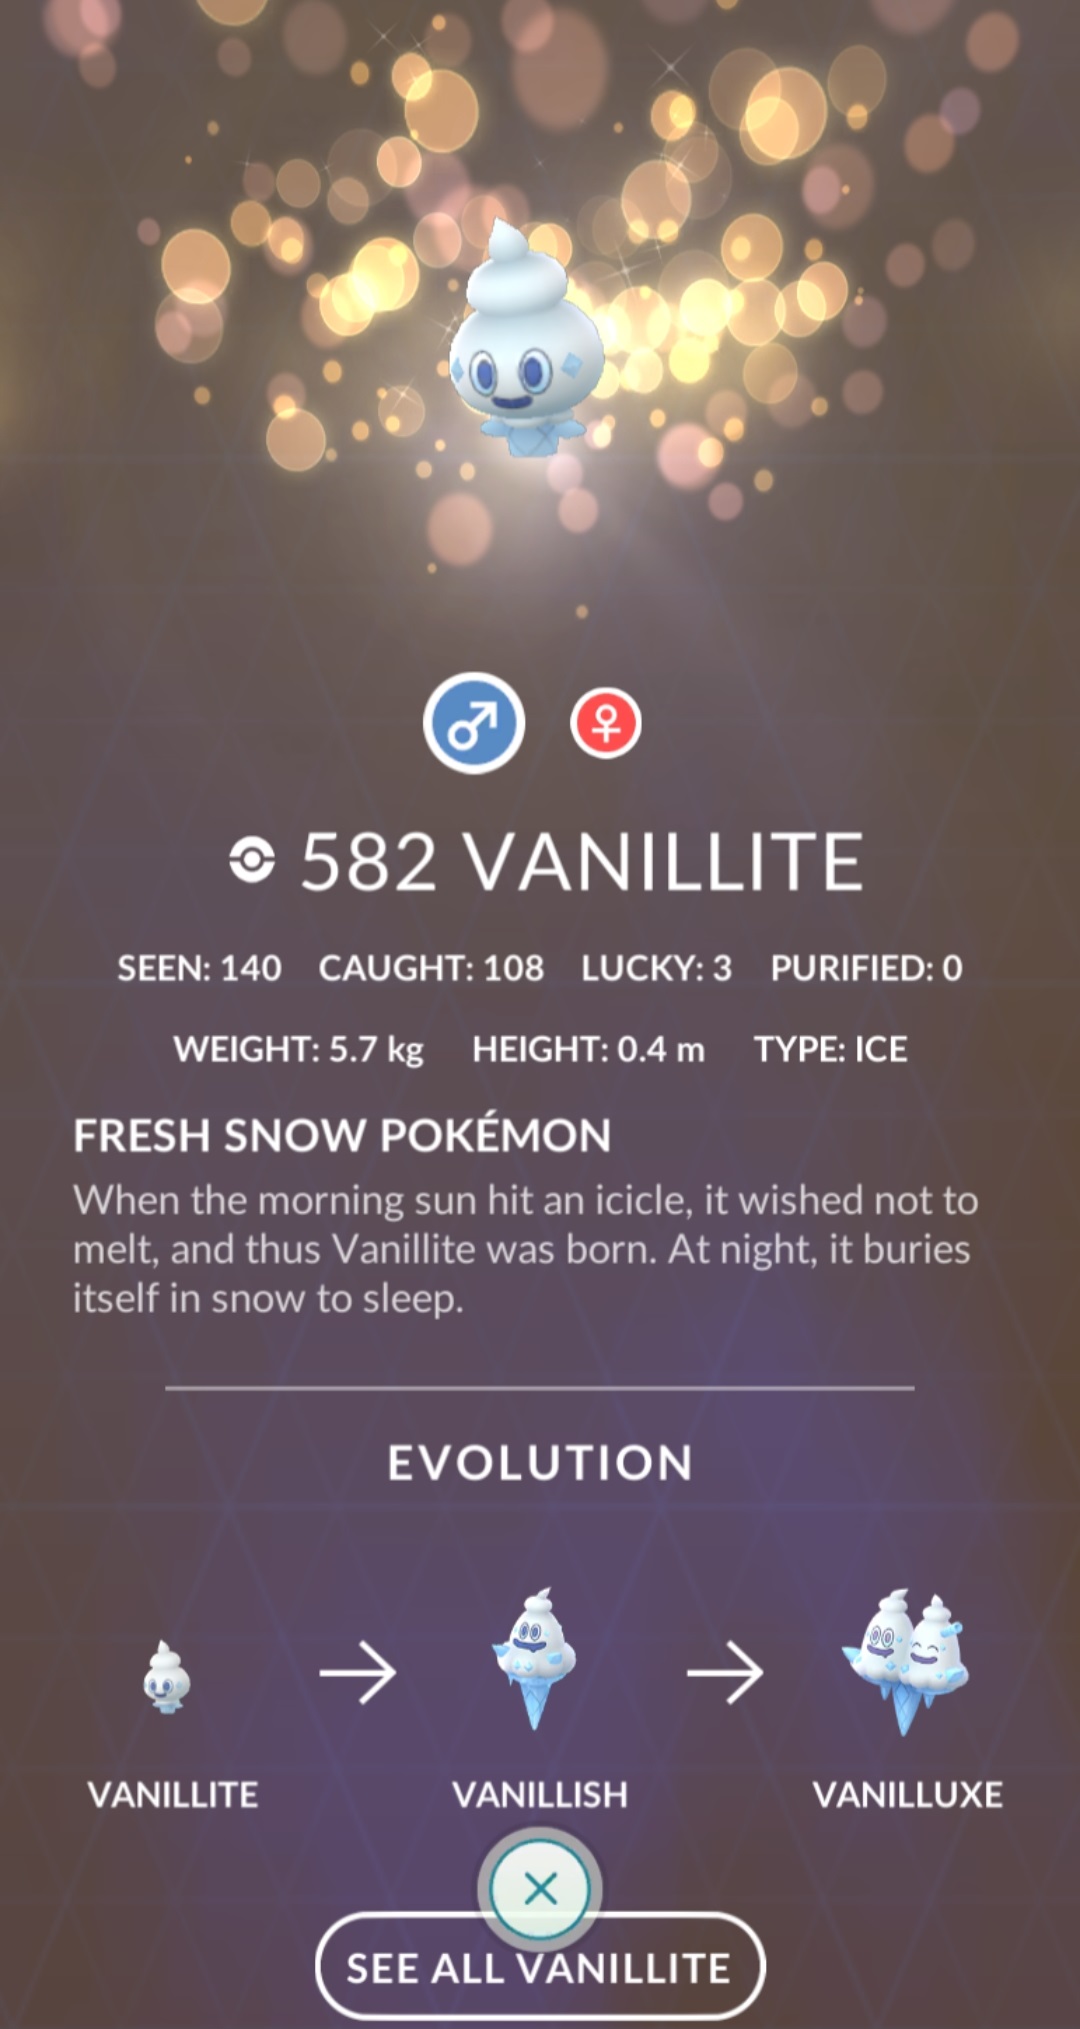 582 VANILLITE
SEEN: 140 CAUGHT: 108 LUCKY: 3 PURIFIED: 0
WEIGHT: 5.7 kg HEIGHT: 0.4 m TYPE: ICE
FRESH SNOW POKÉMON
When the morning sun hit an icicle, it wished not to
melt, and thus Vanillite was born. At night, it buries
itself in snow to sleep.
EVOLUTION
VANILLITE VANILLISH VANILLUXE
SEE ALL VANILLITE